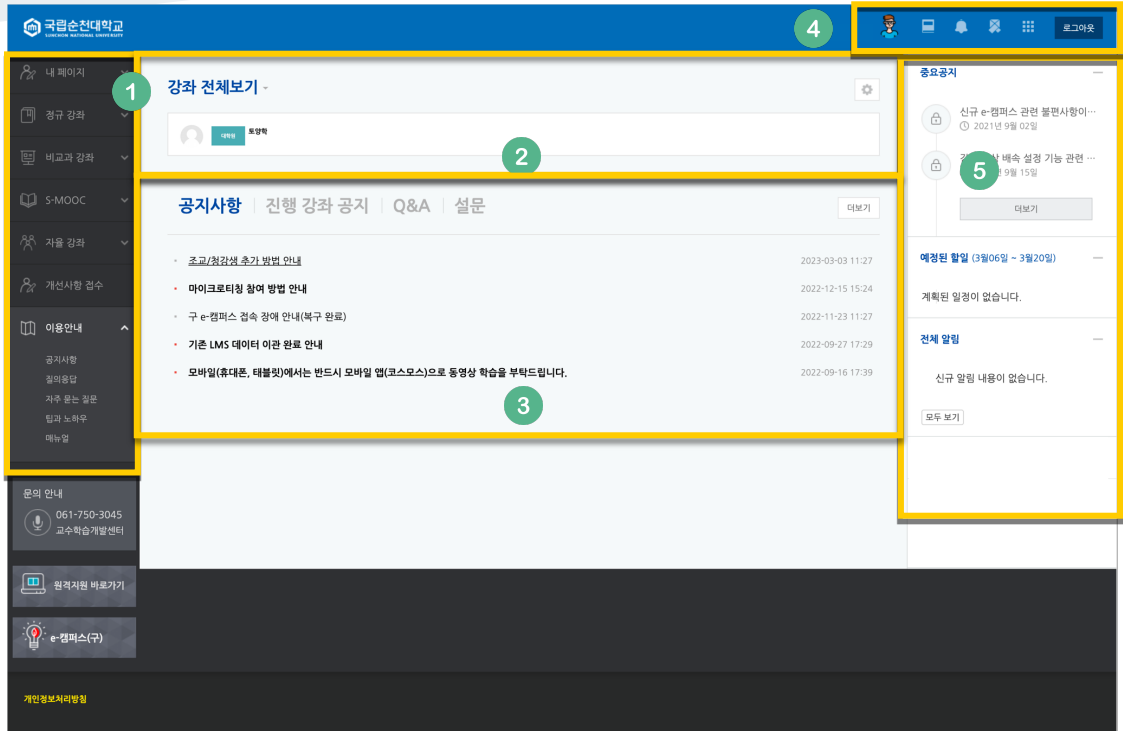 국립순천대학교
SUNCHON NATIONAL UNIVERSITY
4
로그아웃
내 페이지
정규 강좌
비교과 강좌
S-MOOC
자율 강좌
개선사항 접수
이용안내
공지사항
질의응답
자주 묻는 질문
팁과 노하우
매뉴얼
문의 안내
061-750-3045
교수학습개발센터
원격지원 바로가기
e-캠퍼스(구)
1
강좌 전체보기
대학원
토양학
2
공지사항
진행 강좌 공지
Q&A
설문
더보기
조교/청강생 추가 방법 안내 2023-03-03 11:27
마이크로티칭 참여 방법 안내 2022-12-15 15:24
구 e-캠퍼스 접속 장애 안내(복구 완료) 2022-11-23 11:27
기존 LMS 데이터 이관 완료 안내 2022-09-27 17:29
모바일(휴대폰, 태블릿)에서는 반드시 모바일 앱(코스모스)으로 동영상 학습을 부탁드립니다. 2022-09-16 17:39
3
중요공지
신규 e-캠퍼스 관련 불편사항이…
2021년 9월 02일
배속 설정 기능 관련 …
9월 15일
5
더보기
예정된 할일 (3월06일 ~ 3월20일)
계획된 일정이 없습니다.
전체 알림
신규 알림 내용이 없습니다.
모두 보기
개인정보처리방침